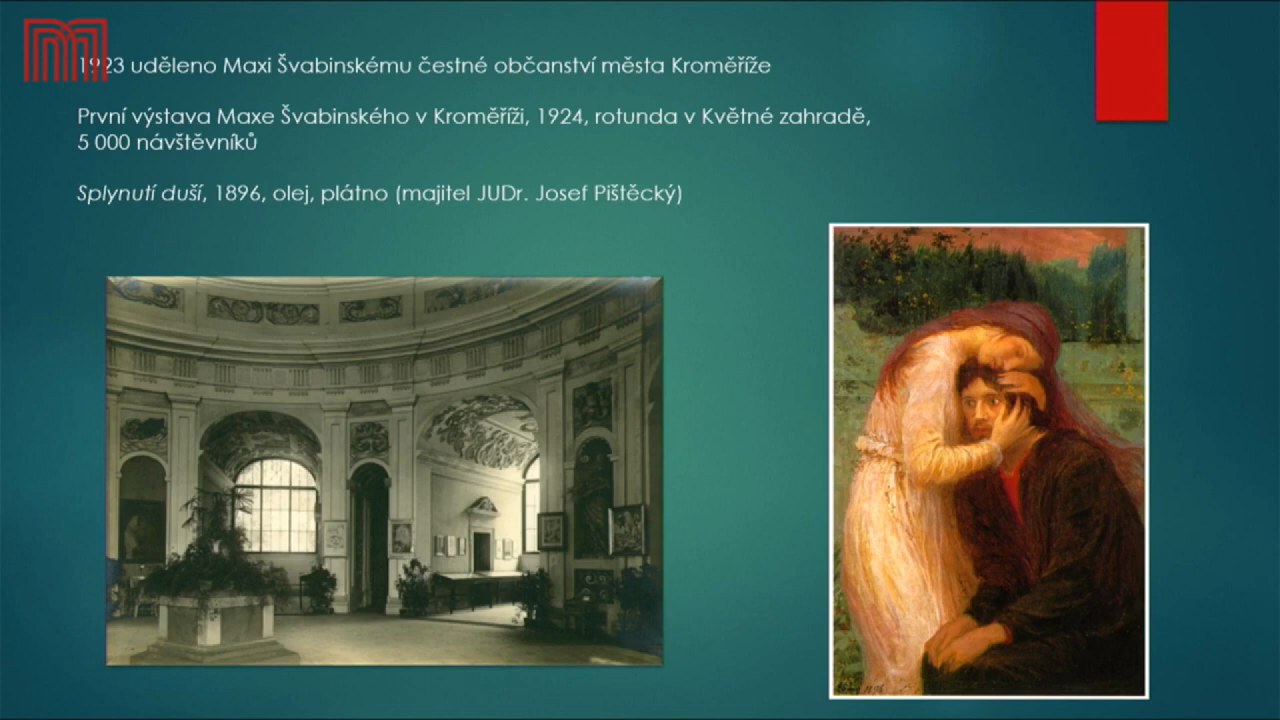 1923 uděleno Maxi Švabinskému čestné občanství města Kroměříže
První výstava Maxe Švabinského v Kroměříži, 1924, rotunda v Květné zahradě,
5 000 návštěvníků
Splynutí duší, 1896, olej, plátno (majitel JUDr. Josef Pištěcký)